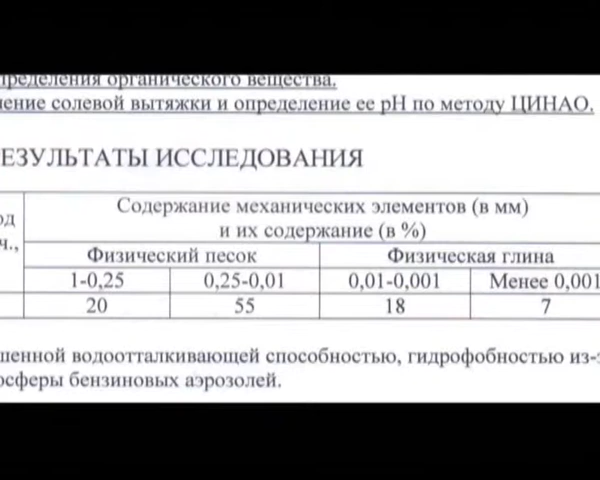 пределения органического вещества.
ение солевой вытяжки и определение ее pH по методу ЦИНАО.
ЕЗУЛЬТАТЫ ИССЛЕДОВАНИЯ
од
ч.,
Содержание механических элементов (в мм)
и их содержание (в %)
Физический песок Физическая глина
1-0,25 0,25-0,01 0,01-0,001 Менее 0,001
20 55 18 7
шенной водоотталкивающей способностью, гидрофобностью из-з
осферы бензиновых аэрозолей.